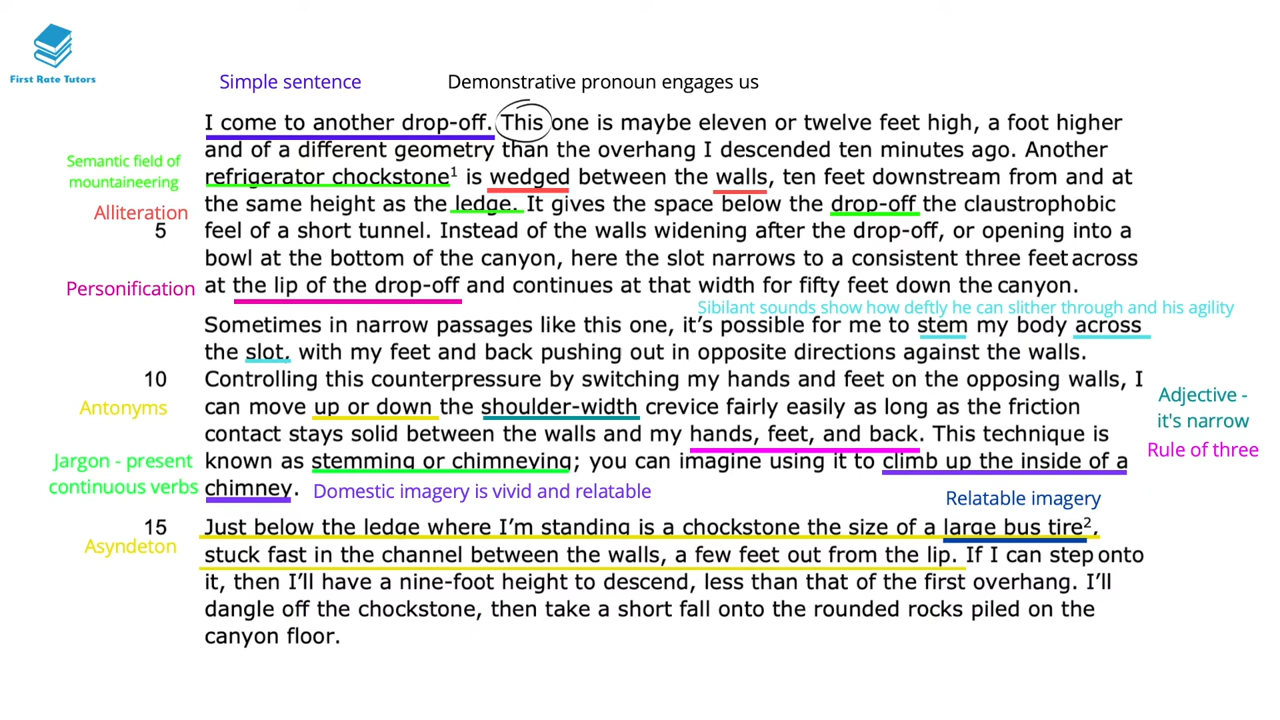 First Rate Tutors
Simple sentence
Demonstrative pronoun engages us
I come to another drop-off. This one is maybe eleven or twelve feet high, a foot higher
and of a different geometry than the overhang I descended ten minutes ago. Another
Semantic field of
mountaineering
refrigerator chockstone1 is wedged between the walls, ten feet downstream from and at
Alliteration
the same height as the ledge. It gives the space below the drop-off the claustrophobic
5
feel of a short tunnel. Instead of the walls widening after the drop-off, or opening into a
bowl at the bottom of the canyon, here the slot narrows to a consistent three feet across
Personification
at the lip of the drop-off and continues at that width for fifty feet down the canyon.
Sibilant sounds show how deftly he can slither through and his agility
Sometimes in narrow passages like this one, it's possible for me to stem my body across
the slot, with my feet and back pushing out in opposite directions against the walls.
10
Controlling this counterpressure by switching my hands and feet on the opposing walls, I
Antonyms
can move up or down the shoulder-width crevice fairly easily as long as the friction
Adjective -
it's narrow
contact stays solid between the walls and my hands, feet, and back. This technique is
Rule of three
Jargon - present
continuous verbs
known as stemming or chimneying; you can imagine using it to climb up the inside of a
chimney.
Domestic imagery is vivid and relatable
Relatable imagery
15
Just below the ledge where I'm standing is a chockstone the size of a large bus tire2,
Asyndeton
stuck fast in the channel between the walls, a few feet out from the lip. If I can step onto
it, then I'll have a nine-foot height to descend, less than that of the first overhang. I'll
dangle off the chockstone, then take a short fall onto the rounded rocks piled on the
canyon floor.